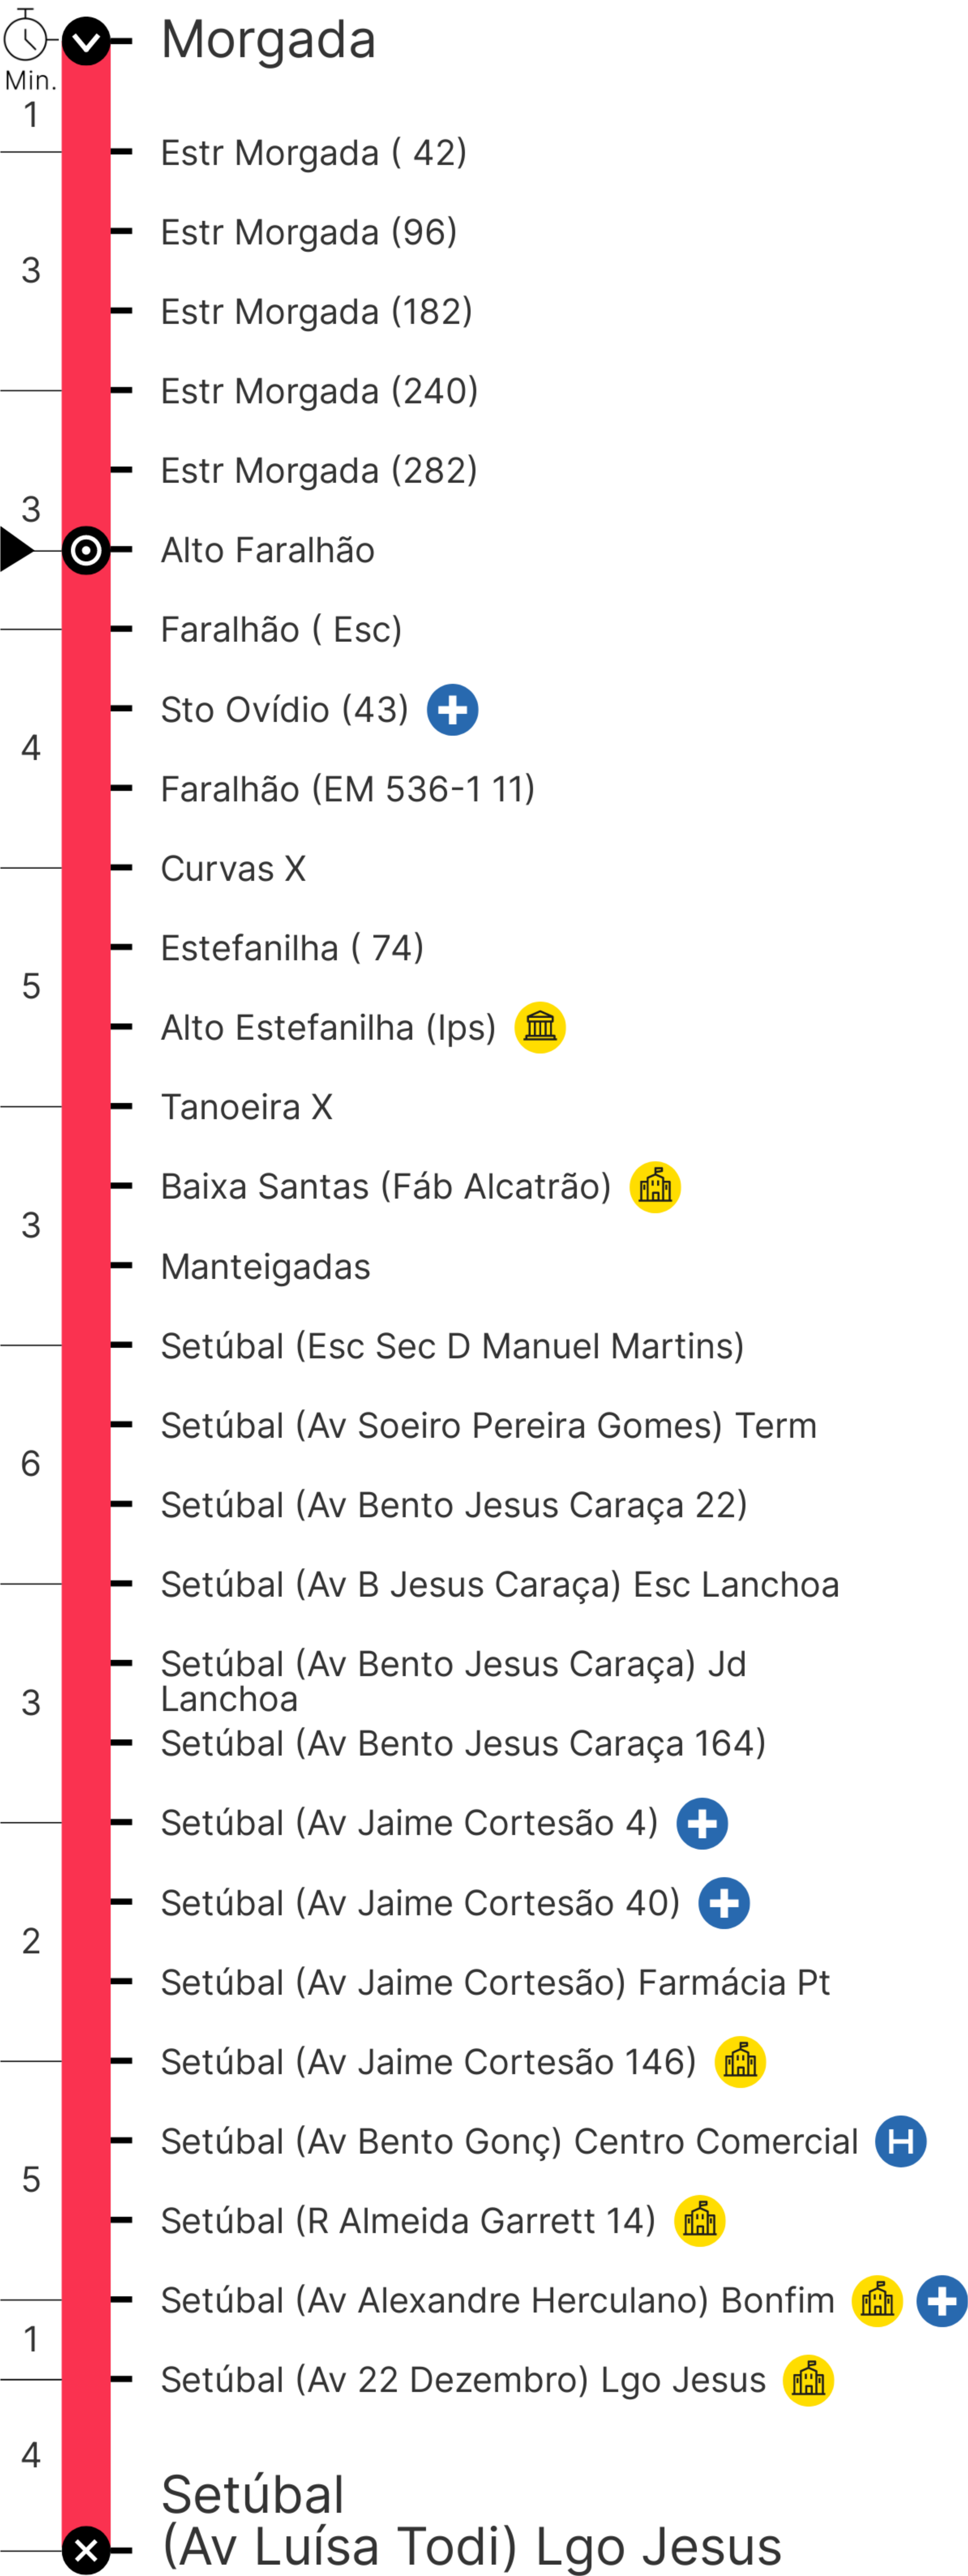 Morgada
Min.
1
Estr Morgada ( 42)
Estr Morgada (96)
3
Estr Morgada (182)
Estr Morgada (240)
Estr Morgada (282)
3
Alto Faralhão
Faralhão ( Esc)
Sto Ovídio (43)
4
Faralhão (EM 536-1 11)
Curvas X
Estefanilha ( 74)
5
Alto Estefanilha (Ips)
Tanoeira X
Baixa Santas (Fáb Alcatrão)
3
Manteigadas
Setúbal (Esc Sec D Manuel Martins)
Setúbal (Av Soeiro Pereira Gomes) Term
6
Setúbal (Av Bento Jesus Caraça 22)
Setúbal (Av B Jesus Caraça) Esc Lanchoa
Setúbal (Av Bento Jesus Caraça) Jd
Lanchoa
3
Setúbal (Av Bento Jesus Caraça 164)
Setúbal (Av Jaime Cortesão 4)
Setúbal (Av Jaime Cortesão 40)
2
Setúbal (Av Jaime Cortesão) Farmácia Pt
Setúbal (Av Jaime Cortesão 146)
Setúbal (Av Bento Gonç) Centro Comercial H
5
Setúbal (R Almeida Garrett 14)
Setúbal (Av Alexandre Herculano) Bonfim
1
Setúbal (Av 22 Dezembro) Lgo Jesus
4
Setúbal
(Av Luísa Todi) Lgo Jesus